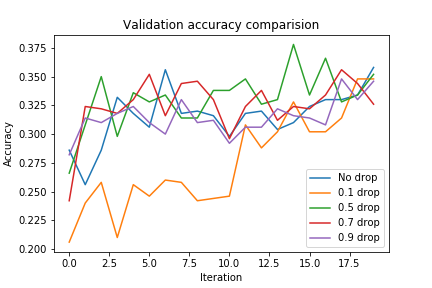 Validation accuracy comparision
0.375
0.350
0.325
0.300
0.275
0.250
0.225
0.200
Accuracy
0.0
2.5
5.0
7.5
10.0
12.5
15.0
17.5
Iteration
No drop
0.1 drop
0.5 drop
0.7 drop
0.9 drop